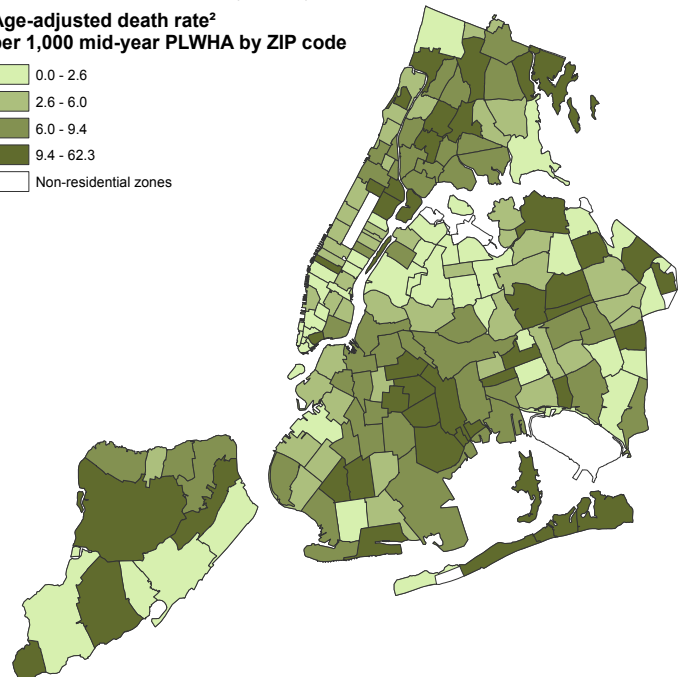 Age-adjusted death rate²
per 1,000 mid-year PLWHA by ZIP code
0.0 - 2.6
2.6 - 6.0
6.0 - 9.4
9.4 - 62.3
Non-residential zones